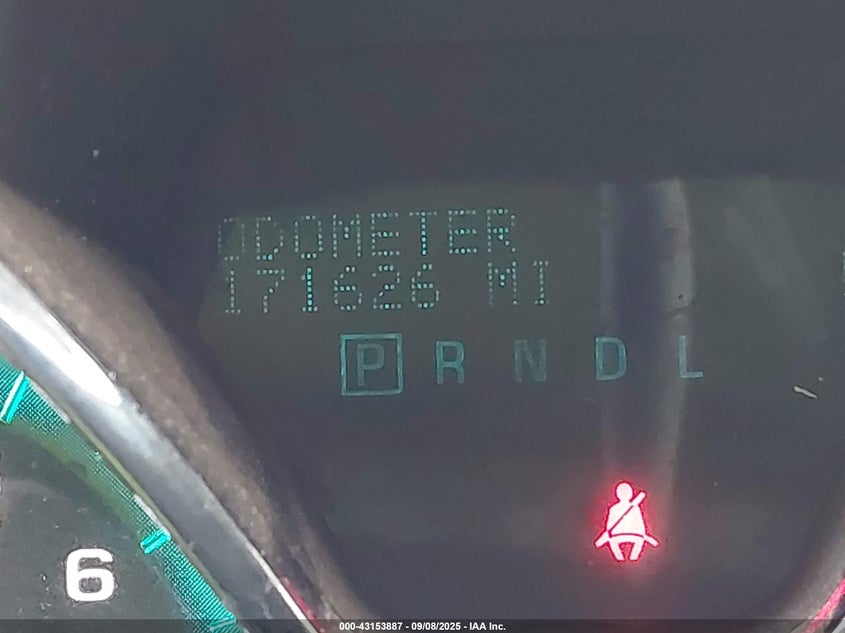 ODOMETER
171626 MI
P R N D L
6
000-43153887 - 09/08/2025 - IAA Inc.